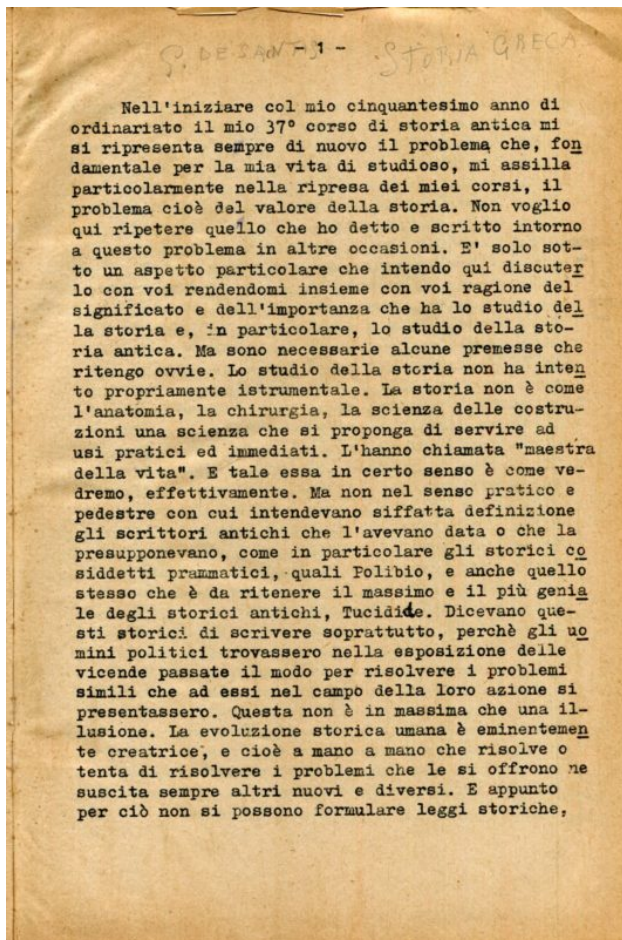 - 1 -
G. DE SANTIS STORIA GRECA
Nell'iniziare col mio cinquantesimo anno di
ordinariato il mio 37° corso di storia antica mi
si ripresenta sempre di nuovo il problema che, fon
damentale per la mia vita di studioso, mi assilla
particolarmente nella ripresa dei miei corsi, il
problema cioè del valore della storia. Non voglio
qui ripetere quello che ho detto e scritto intorno
a questo problema in altre occasioni. E' solo sot-
to un aspetto particolare che intendo qui discuter
lo con voi rendendomi insieme con voi ragione del
significato e dell'importanza che ha lo studio del
la storia e, in particolare, lo studio della sto-
ria antica. Ma sono necessarie alcune premesse che
ritengo ovvie. Lo studio della storia non ha inten
to propriamente istrumentale. La storia non è come
l'anatomia, la chirurgia, la scienza delle costru-
zioni una scienza che si proponga di servire ad
usi pratici ed immediati. L'hanno chiamata "maestra
della vita". E tale essa in certo senso è come ve-
dremo, effettivamente. Ma non nel senso pratico e
pedestre con cui intendevano siffatta definizione
gli scrittori antichi che l'avevano data o che la
presupponevano, come in particolare gli storici co
siddetti prammatici, quali Polibio, e anche quello
stesso che è da ritenere il massimo e il più genia
le degli storici antichi, Tucidide. Dicevano que-
sti storici di scrivere soprattutto, perchè gli uo
mini politici trovassero nella esposizione delle
vicende passate il modo per risolvere i problemi
simili che ad essi nel campo della loro azione si
presentassero. Questa non è in massima che una il-
lusione. La evoluzione storica umana è eminentemen
te creatrice, e cioè a mano a mano che risolve o
tenta di risolvere i problemi che le si offrono ne
suscita sempre altri nuovi e diversi. E appunto
per ciò non si possono formulare leggi storiche,